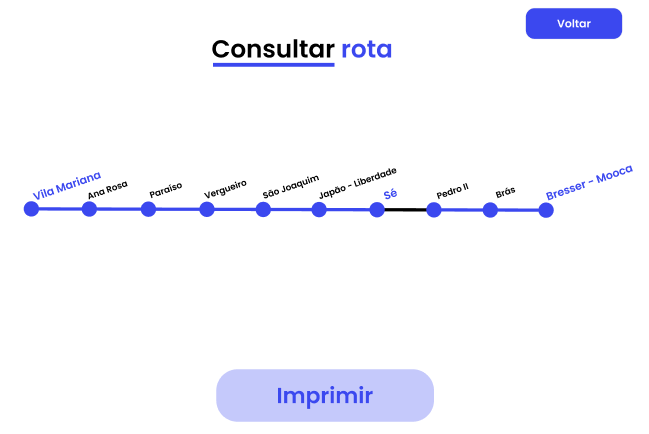 Voltar
Consultar rota
Vila Mariana
Ana Rosa
Paraíso
Vergueiro
São Joaquim
Japão - Liberdade
Sé
Pedro II
Brás
Bresser - Mooca
Imprimir